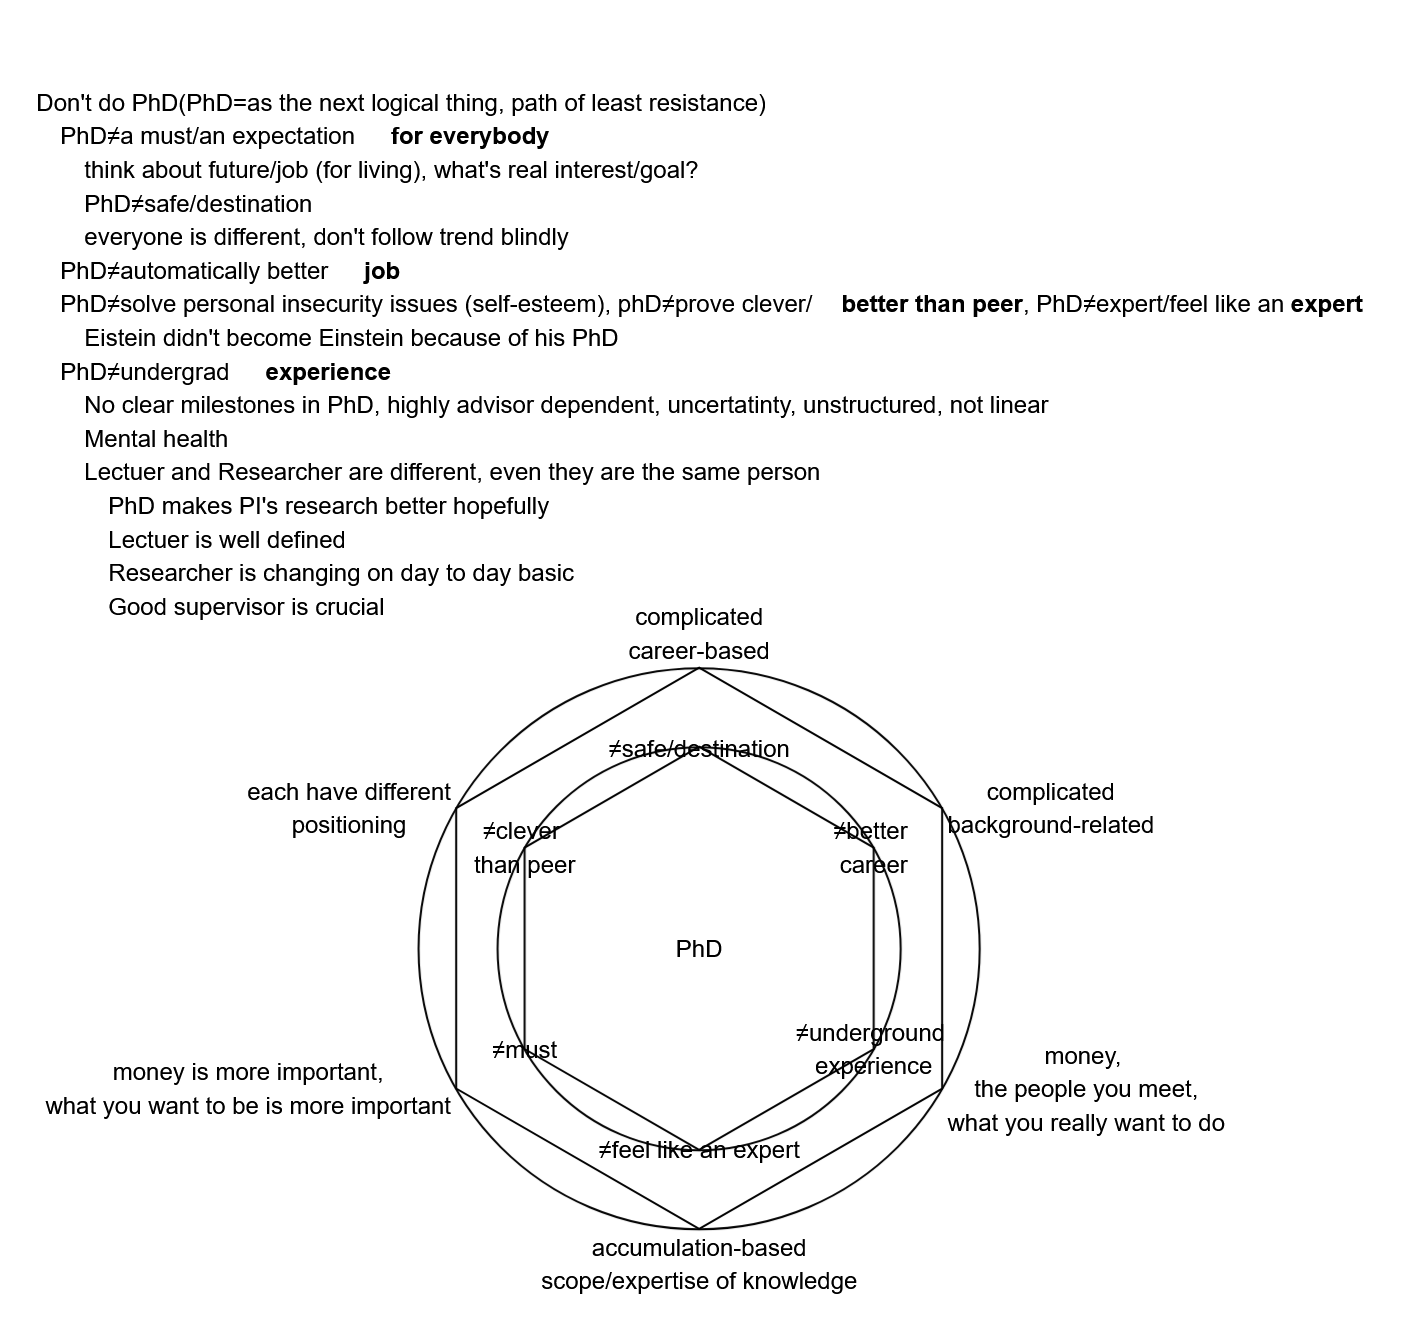 Don't do PhD(PhD=as the next logical thing, path of least resistance)
PhD≠a must/an expectation for everybody
think about future/job (for living), what's real interest/goal?
PhD≠safe/destination
everyone is different, don't follow trend blindly
PhD≠automatically better job
PhD≠solve personal insecurity issues (self-esteem), phD≠prove clever/ better than peer, PhD≠expert/feel like an expert
Eistein didn't become Einstein because of his PhD
PhD≠undergrad experience
No clear milestones in PhD, highly advisor dependent, uncertatinty, unstructured, not linear
Mental health
Lectuer and Researcher are different, even they are the same person
PhD makes PI's research better hopefully
Lectuer is well defined
Researcher is changing on day to day basic
Good supervisor is crucial
complicated
career-based
≠safe/destination
each have different
positioning
complicated
background-related
≠clever
than peer
≠better
career
PhD
≠must
≠underground
experience
money is more important,
what you want to be is more important
money,
the people you meet,
what you really want to do
≠feel like an expert
accumulation-based
scope/expertise of knowledge